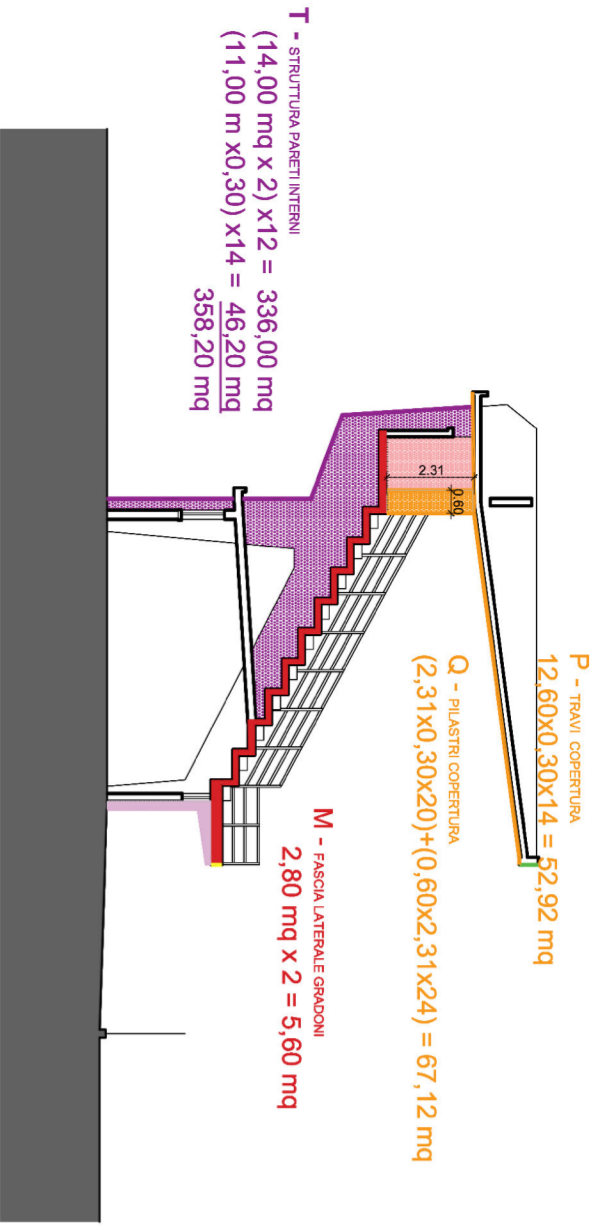 P - TRAVI COPERTURA
12,60x0,30x14 = 52,92 mq
Q - PILASTRI COPERTURA
(2,31x0,30x20)+(0,60x2,31x24) = 67,12 mq
2.31
0.60
M - FASCIA LATERALE GRADONI
2,80 mq x 2 = 5,60 mq
T - STRUTTURA PARETI INTERNI
(14,00 mq x 2) x12 = 336,00 mq
(11,00 m x0,30) x14 = 46,20 mq
358,20 mq